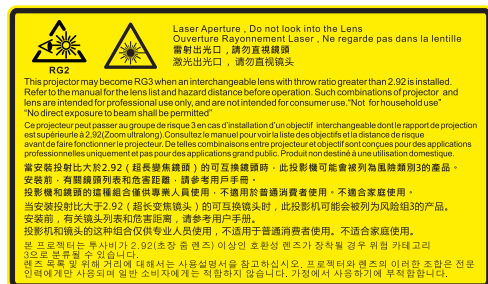 RG2
Laser Aperture , Do not look into the Lens
Ouverture Rayonnement Laser , Ne regarde pas dans la lentille
雷射出光口，請勿直視鏡頭
激光出光口，请勿直视镜头
This projector may become RG3 when an interchangeable lens with throw ratio greater than 2.92 is installed.
Refer to the manual for the lens list and hazard distance before operation. Such combinations of projector and
lens are intended for professional use only, and are not intended for consumer use."Not for household use"
"No direct exposure to beam shall be permitted"
Ce projecteur peut passer au groupe de risque 3 en cas d'installation d'un objectif interchangeable dont le rapport de projection
est supérieurle à 2,92(Zoom ultralong).Consultez le manuel pour voir la liste des objectifs et la distance de risque
avant de faire fonctionner le projecteur. De telles combinaisons entre projecteur et objectif sont conçues pour des applications
professionnelles uniquement et pas pour des applications grand public. Produit non destiné à une utilisation domestique.
當安裝投射比大於2.92（超長變焦鏡頭）的可互換鏡頭時，此投影機可能會被列為風險類別3的產品。
安裝前，有關鏡頭列表和危害距離，請參考用戶手冊。
投影機和鏡頭的這種組合僅供專業人員使用，不適用於普通消費者使用。不適合家庭使用。
当安装投射比大于2.92（超长变焦镜头）的可互换镜头时，此投影机可能会被列为风险组3的产品。
安装前，有关镜头列表和危害距离，请参考用户手册。
投影机和镜头的这种组合仅供专业人员使用，不适用于普通消费者使用。不适合家庭使用。
본 프로젝터는 투사비가 2.92(초장 줌 렌즈) 이상인 호환성 렌즈가 장착될 경우 위험 카테고리
3으로 분류될 수 있습니다.
렌즈 목록 및 위해 거리에 대해서는 사용설명서을 참고하십시오. 프로젝터와 렌즈의 이러한 조합은 전문
인력에게만 사용되며 일반 소비자에게는 적합하지 않습니다. 가정에서 사용하기에 부적합합니다.